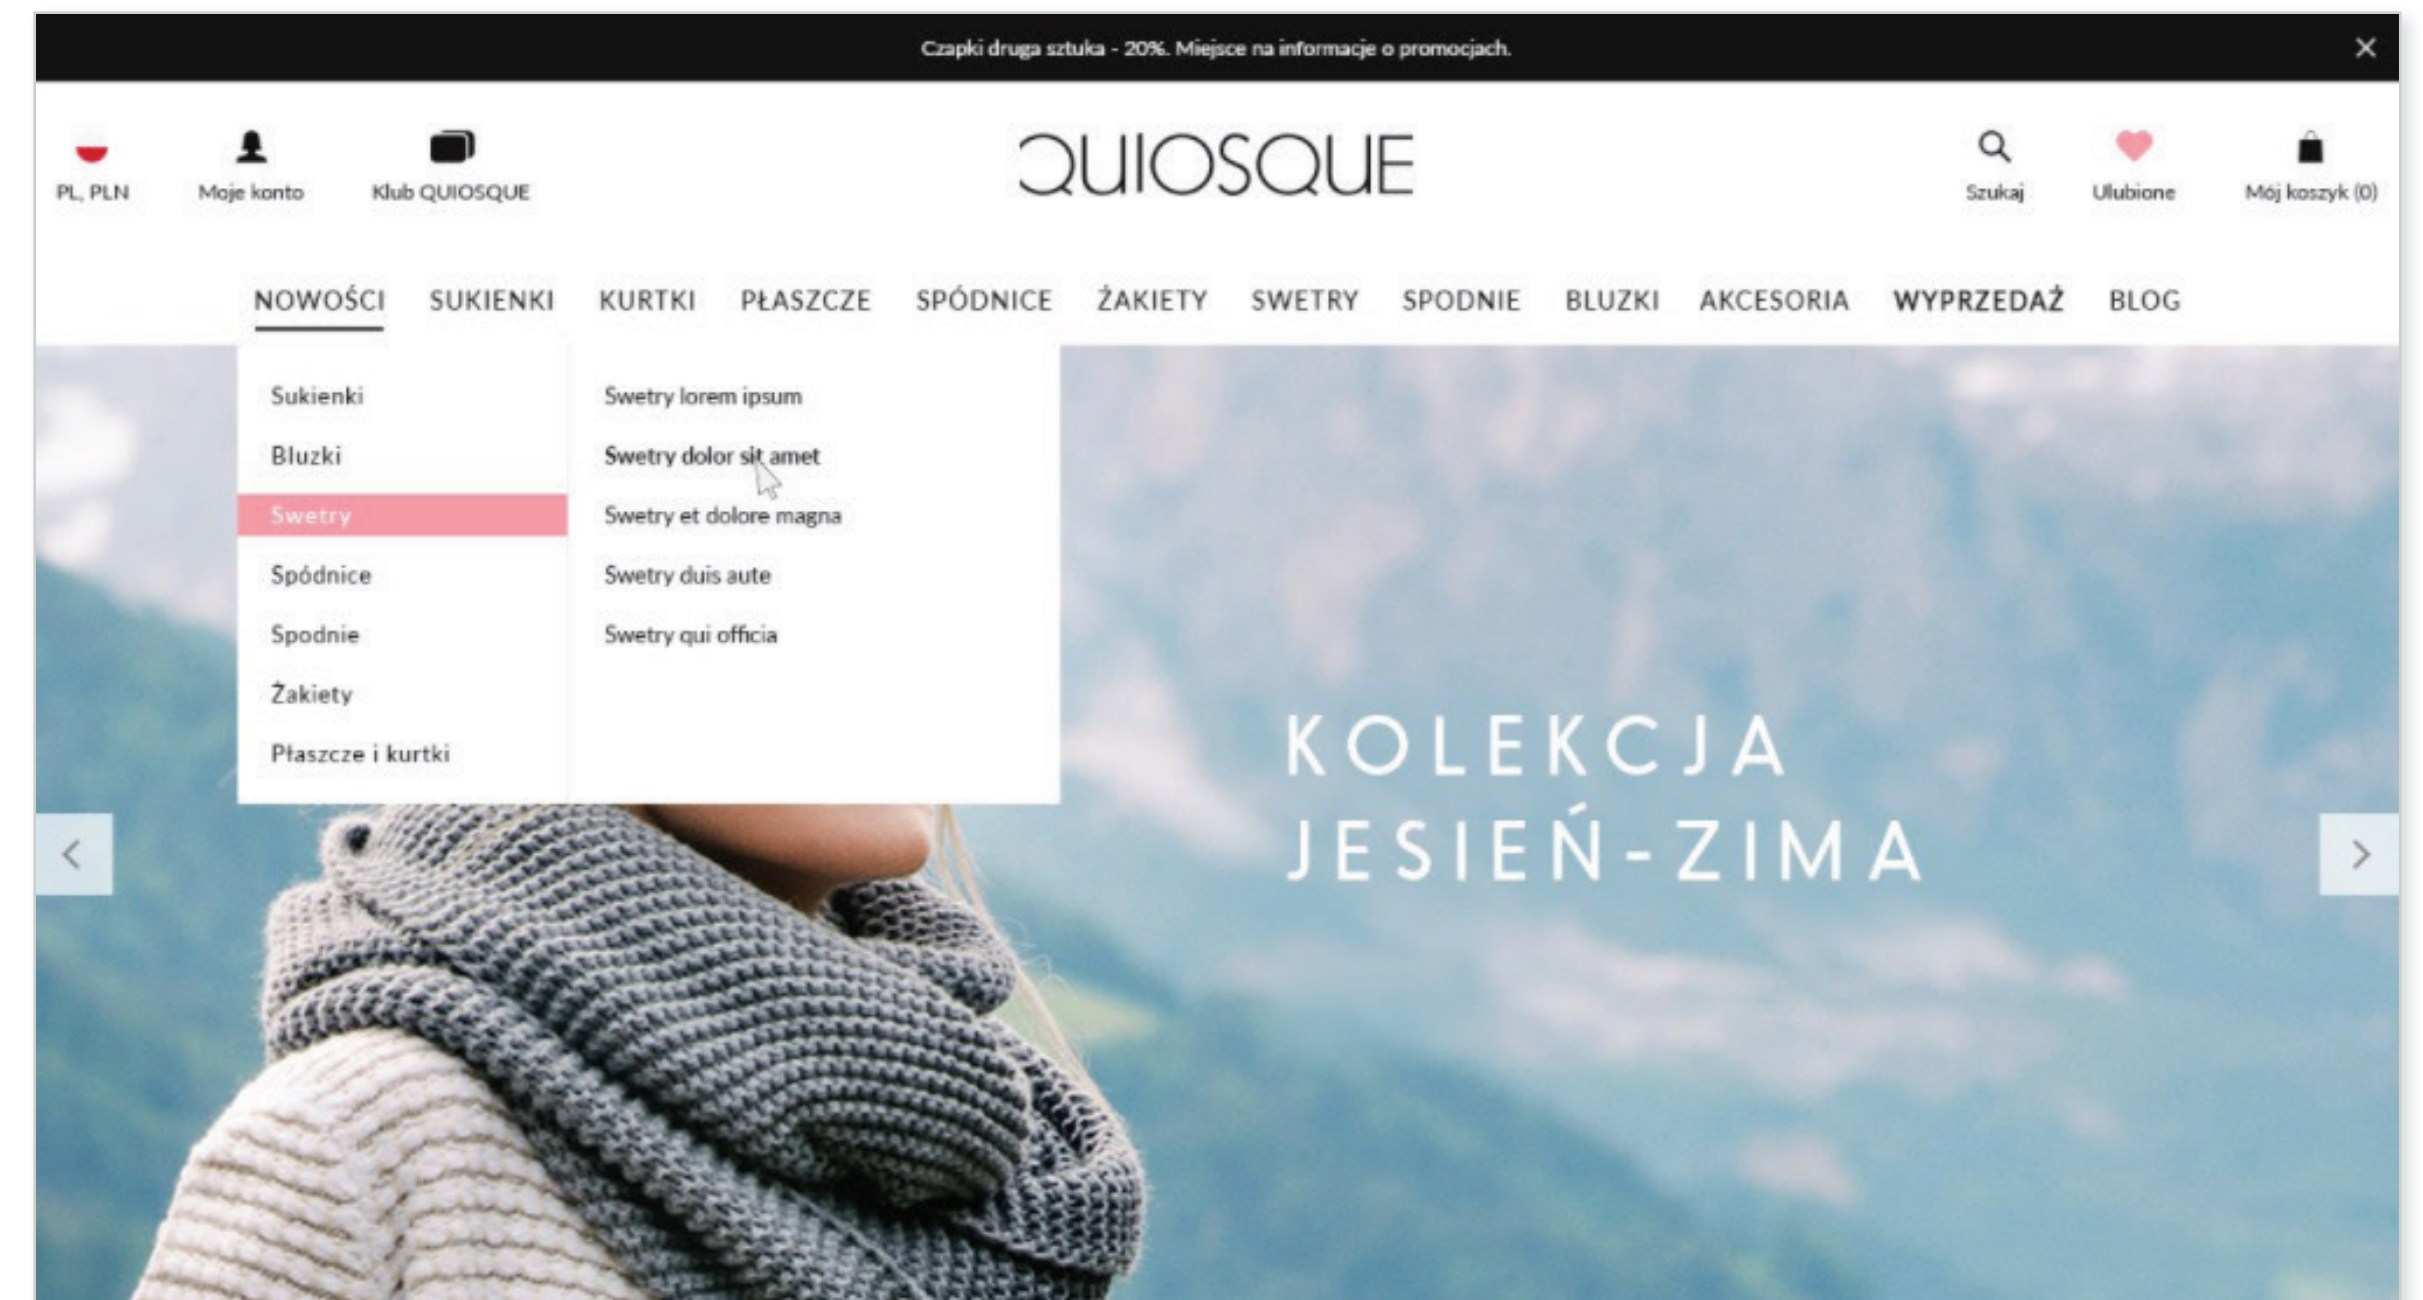 Czapki druga sztuka - 20%. Miejsce na informacje o promocjach.
PL, PLN
Moje konto
Klub QUIOSQUE
QUIOSQUE
Szukaj
Ulubione
Mój koszyk (0)
NOWOŚCI SUKIENKI KURTKI PŁASZCZE SPÓDNICE ŻAKIETY SWETRY SPODNIE BLUZKI AKCESORIA WYPRZEDAŻ BLOG
Sukienki
Bluzki
Swetry
Spódnice
Spodnie
Żakiety
Płaszcze i kurtki
Swetry lorem ipsum
Swetry dolor sit amet
Swetry et dolore magna
Swetry duis aute
Swetry qui officia
KOLEKCJA
JESIEŃ-ZIMA